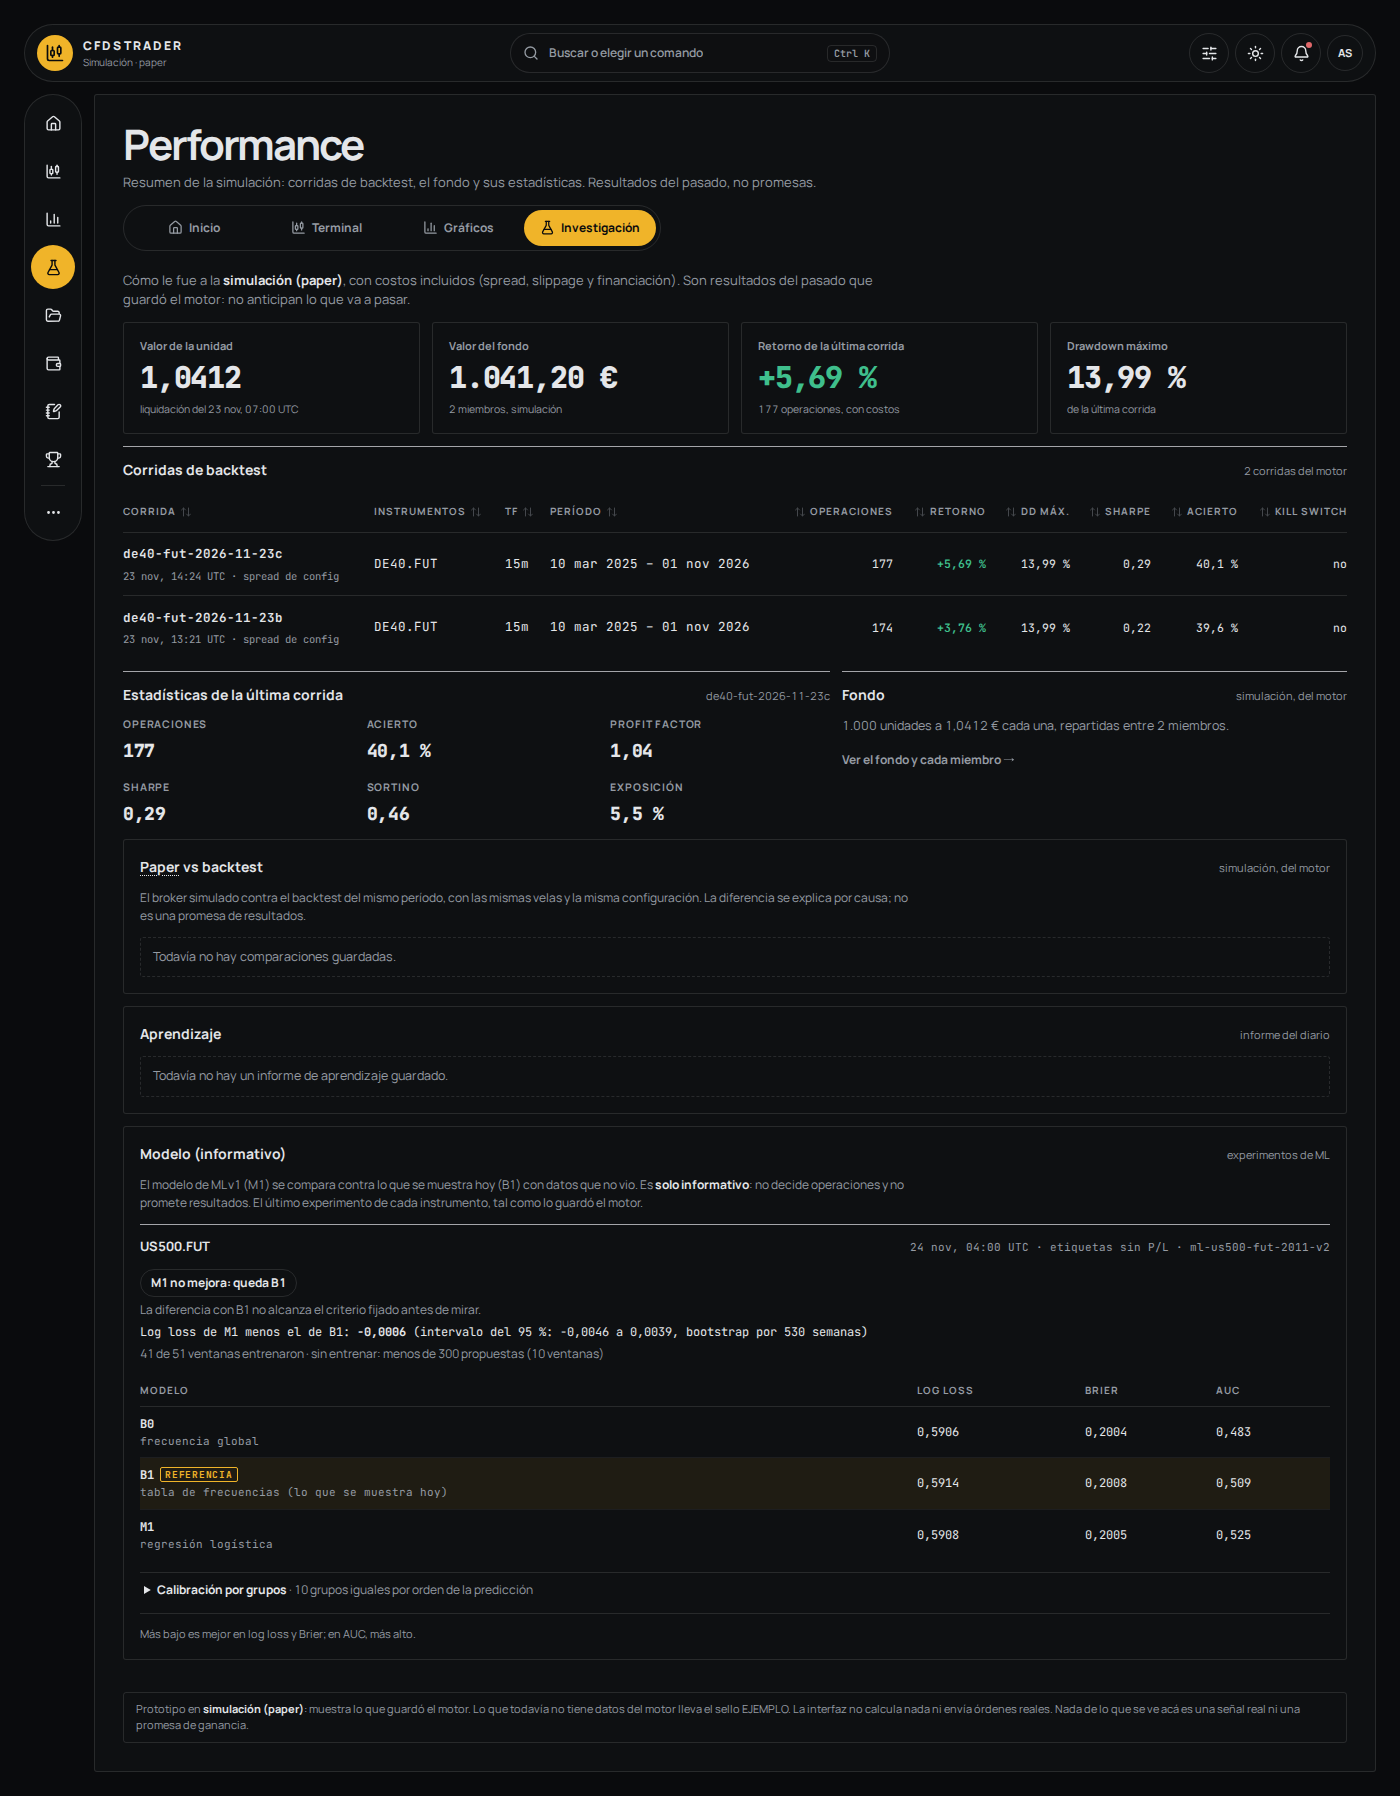 CFDSTRADER
Simulación · paper
Buscar o elegir un comando
Ctrl K
AS
Performance
Resumen de la simulación: corridas de backtest, el fondo y sus estadísticas. Resultados del pasado, no promesas.
Inicio
Terminal
Gráficos
Investigación
Cómo le fue a la simulación (paper), con costos incluidos (spread, slippage y financiación). Son resultados del pasado que
guardó el motor: no anticipan lo que va a pasar.
Valor de la unidad
1,0412
liquidación del 23 nov, 07:00 UTC
Valor del fondo
1.041,20 €
2 miembros, simulación
Retorno de la última corrida
+5,69 %
177 operaciones, con costos
Drawdown máximo
13,99 %
de la última corrida
Corridas de backtest
2 corridas del motor
CORRIDA INSTRUMENTOS TF PERÍODO OPERACIONES RETORNO DD MÁX. SHARPE ACIERTO KILL SWITCH
de40-fut-2026-11-23c
23 nov, 14:24 UTC · spread de config
DE40.FUT 15m 10 mar 2025 – 01 nov 2026 177 +5,69 % 13,99 % 0,29 40,1 % no
de40-fut-2026-11-23b
23 nov, 13:21 UTC · spread de config
DE40.FUT 15m 10 mar 2025 – 01 nov 2026 174 +3,76 % 13,99 % 0,22 39,6 % no
Estadísticas de la última corrida
de40-fut-2026-11-23c
OPERACIONES
177
ACIERTO
40,1 %
PROFIT FACTOR
1,04
SHARPE
0,29
SORTINO
0,46
EXPOSICIÓN
5,5 %
Fondo
simulación, del motor
1.000 unidades a 1,0412 € cada una, repartidas entre 2 miembros.
Ver el fondo y cada miembro →
Paper vs backtest
simulación, del motor
El broker simulado contra el backtest del mismo período, con las mismas velas y la misma configuración. La diferencia se explica por causa; no
es una promesa de resultados.
Todavía no hay comparaciones guardadas.
Aprendizaje
informe del diario
Todavía no hay un informe de aprendizaje guardado.
Modelo (informativo)
experimentos de ML
El modelo de ML v1 (M1) se compara contra lo que se muestra hoy (B1) con datos que no vio. Es solo informativo: no decide operaciones y no
promete resultados. El último experimento de cada instrumento, tal como lo guardó el motor.
US500.FUT
24 nov, 04:00 UTC · etiquetas sin P/L · ml-us500-fut-2011-v2
M1 no mejora: queda B1
La diferencia con B1 no alcanza el criterio fijado antes de mirar.
Log loss de M1 menos el de B1: -0,0006 (intervalo del 95 %: -0,0046 a 0,0039, bootstrap por 530 semanas)
41 de 51 ventanas entrenaron · sin entrenar: menos de 300 propuestas (10 ventanas)
MODELO LOG LOSS BRIER AUC
B0
frecuencia global
0,5906 0,2004 0,483
B1 REFERENCIA
tabla de frecuencias (lo que se muestra hoy)
0,5914 0,2008 0,509
M1
regresión logística
0,5908 0,2005 0,525
Calibración por grupos · 10 grupos iguales por orden de la predicción
Más bajo es mejor en log loss y Brier; en AUC, más alto.
Prototipo en simulación (paper): muestra lo que guardó el motor. Lo que todavía no tiene datos del motor lleva el sello EJEMPLO. La interfaz no calcula nada ni envía órdenes reales. Nada de lo que se ve acá es una señal real ni una
promesa de ganancia.